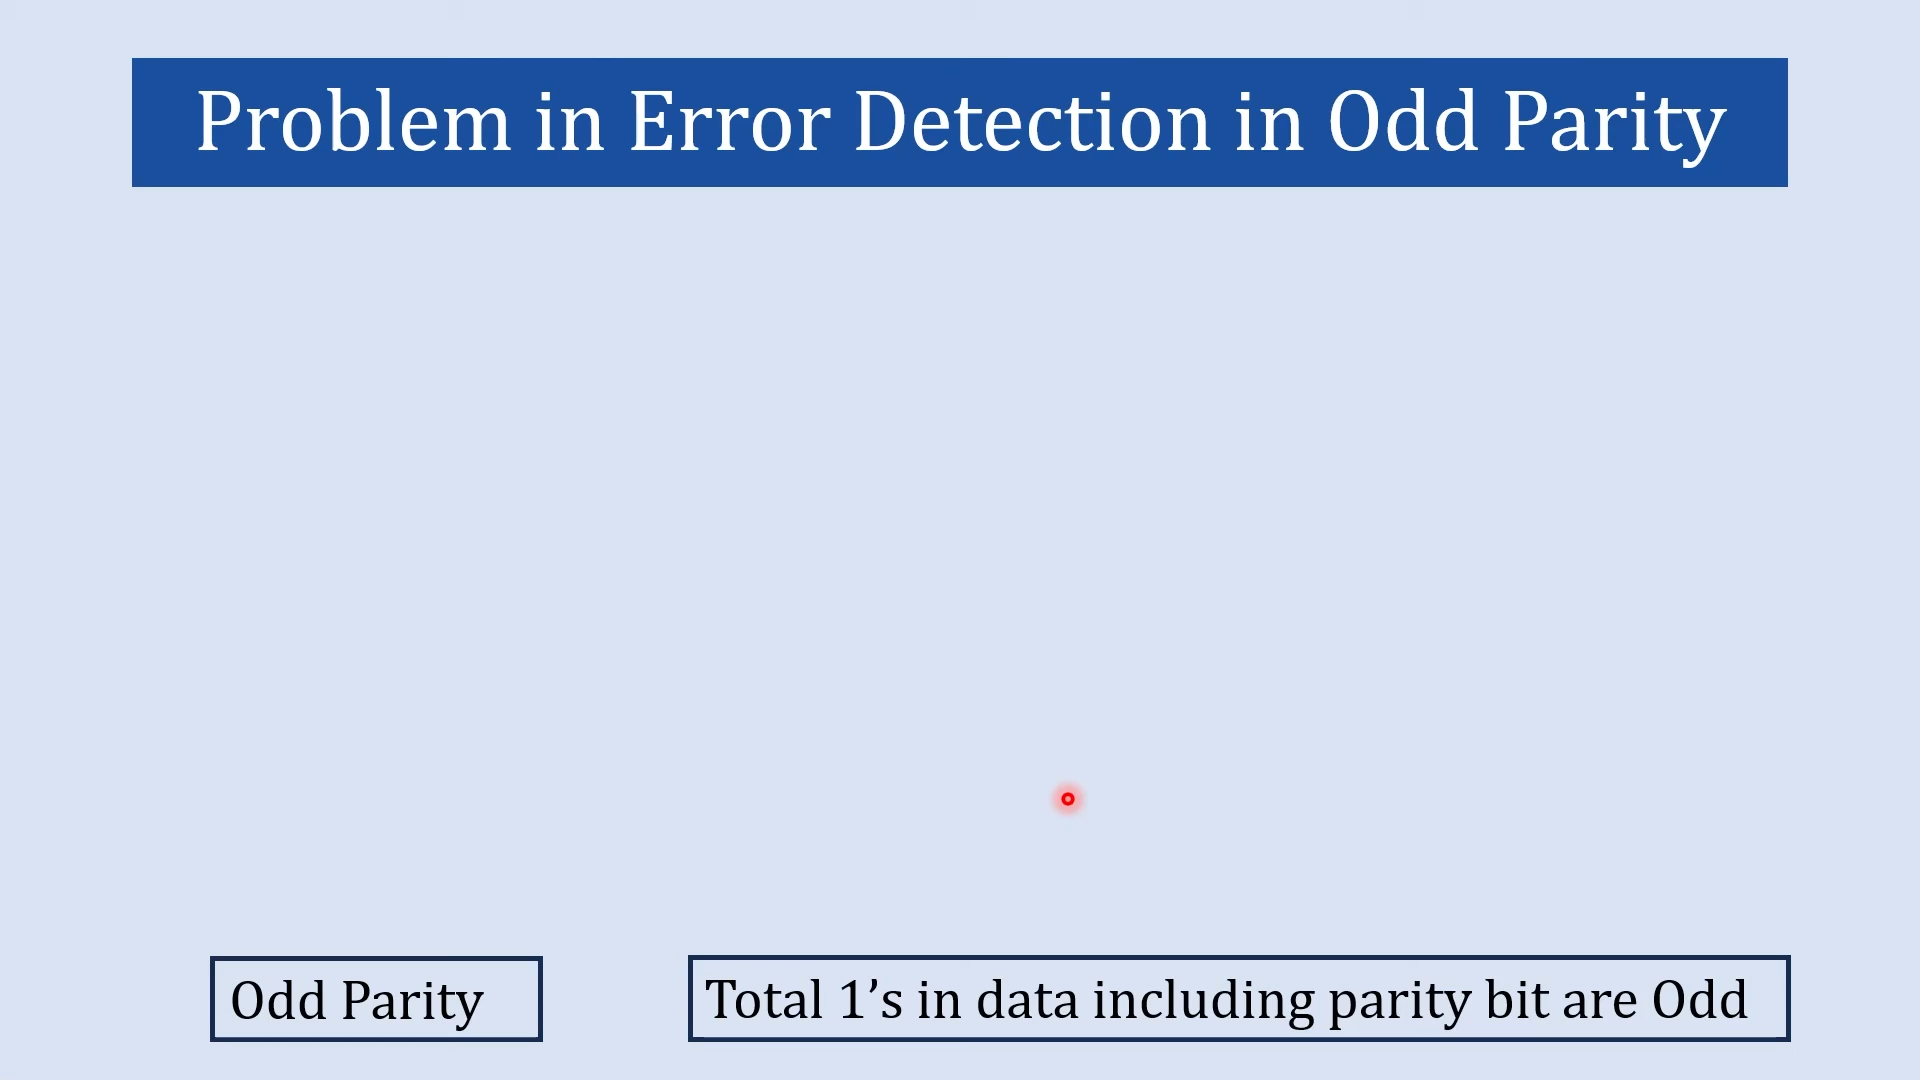 Problem in Error Detection in Odd Parity
Odd Parity
Total 1’s in data including parity bit are Odd